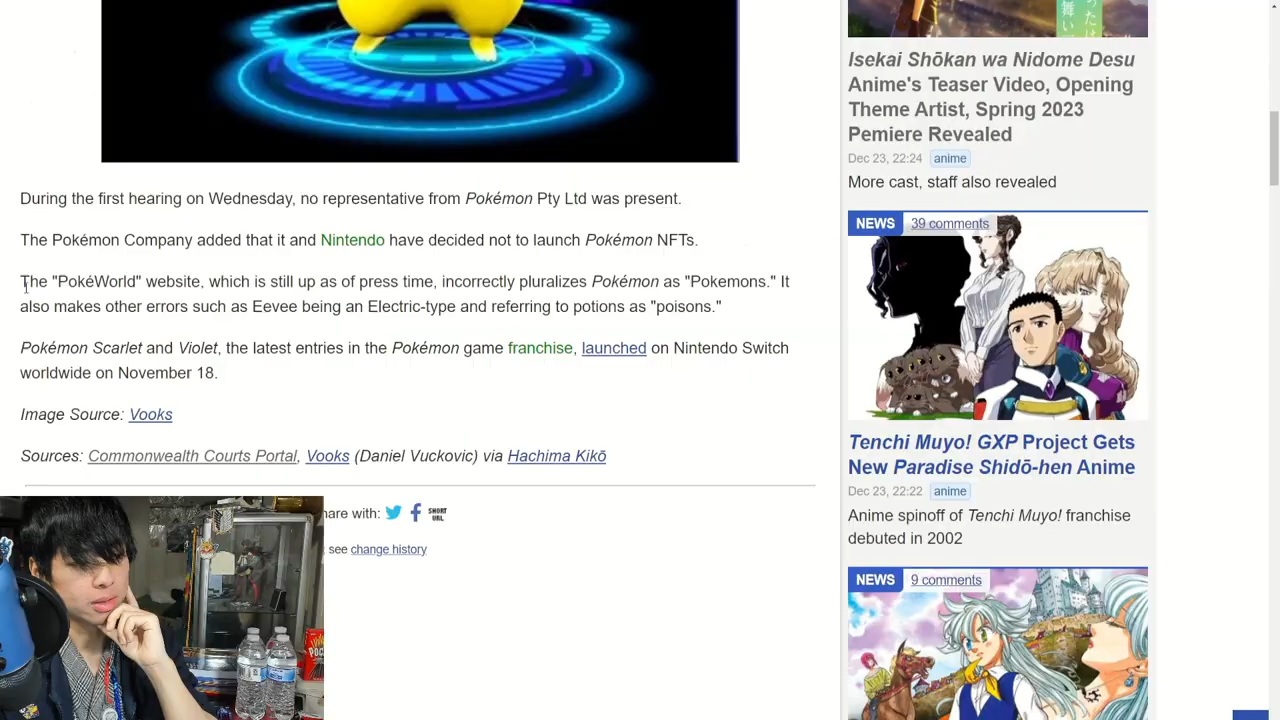 During the first hearing on Wednesday, no representative from Pokémon Pty Ltd was present.
The Pokémon Company added that it and Nintendo have decided not to launch Pokémon NFTs.
The "PokéWorld" website, which is still up as of press time, incorrectly pluralizes Pokémon as "Pokemons." It
also makes other errors such as Eevee being an Electric-type and referring to potions as "poisons."
Pokémon Scarlet and Violet, the latest entries in the Pokémon game franchise, launched on Nintendo Switch
worldwide on November 18.
Image Source: Vooks
Sources: Commonwealth Courts Portal, Vooks (Daniel Vuckovic) via Hachima Kikō
hare with:
SHORT
URL
, see change history
Isekai Shōkan wa Nidome Desu
Anime's Teaser Video, Opening
Theme Artist, Spring 2023
Pemiere Revealed
Dec 23, 22:24 anime
More cast, staff also revealed
NEWS 39 comments
Tenchi Muyo! GXP Project Gets
New Paradise Shidō-hen Anime
Dec 23, 22:22 anime
Anime spinoff of Tenchi Muyo! franchise
debuted in 2002
NEWS 9 comments